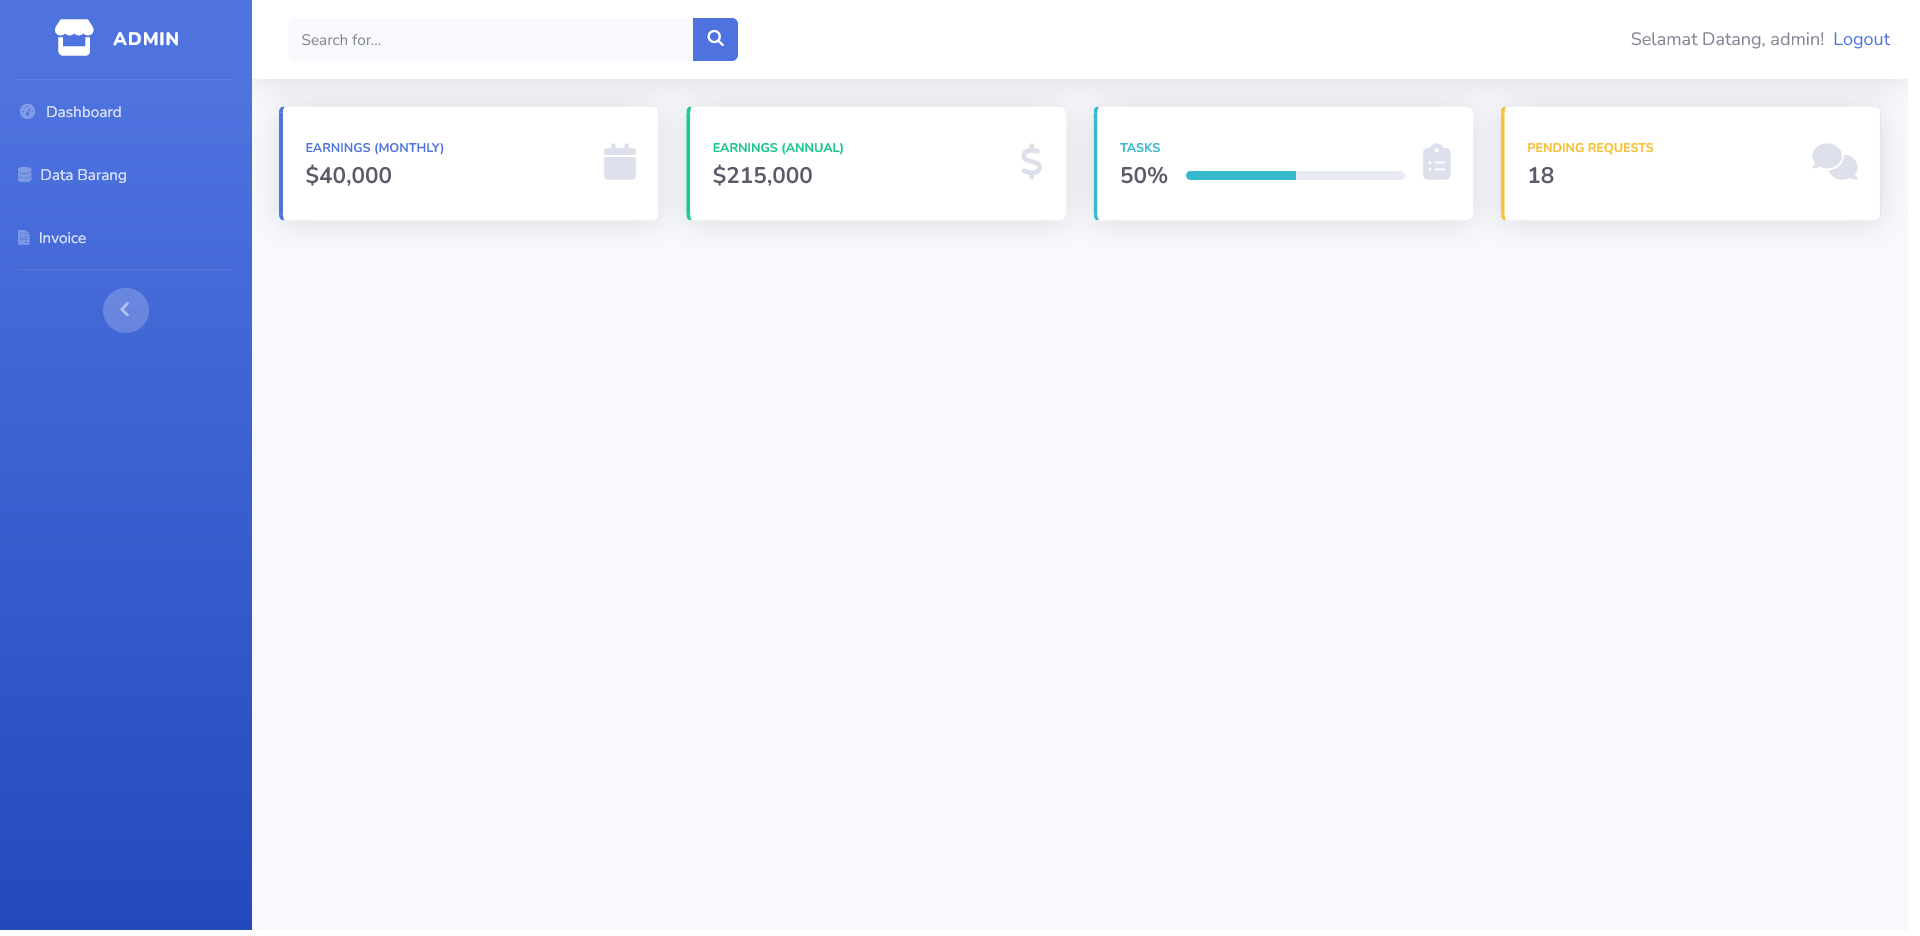 ADMIN
Dashboard
Data Barang
Invoice
Search for...
Selamat Datang, admin! Logout
EARNINGS (MONTHLY)
$40,000
EARNINGS (ANNUAL)
$215,000
TASKS
50%
PENDING REQUESTS
18